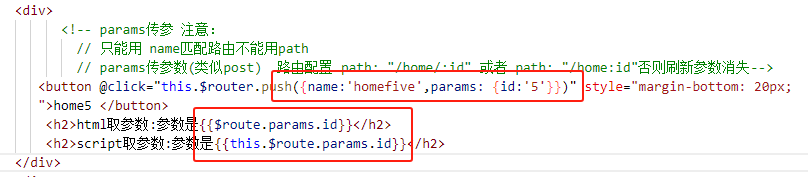 <div>
<!-- params传参 注意:
// 只能用 name匹配路由不能用path
// params传参数(类似post)  路由配置 path: "/home/:id" 或者 path: "/home:id"否则刷新参数消失-->
<button @click="this.$router.push({name:'homefive',params: {id:'5'}})" style="margin-bottom: 20px;
">home5 </button>
<h2>html取参数:参数是{{$route.params.id}}</h2>
<h2>script取参数:参数是{{this.$route.params.id}}</h2>
</div>